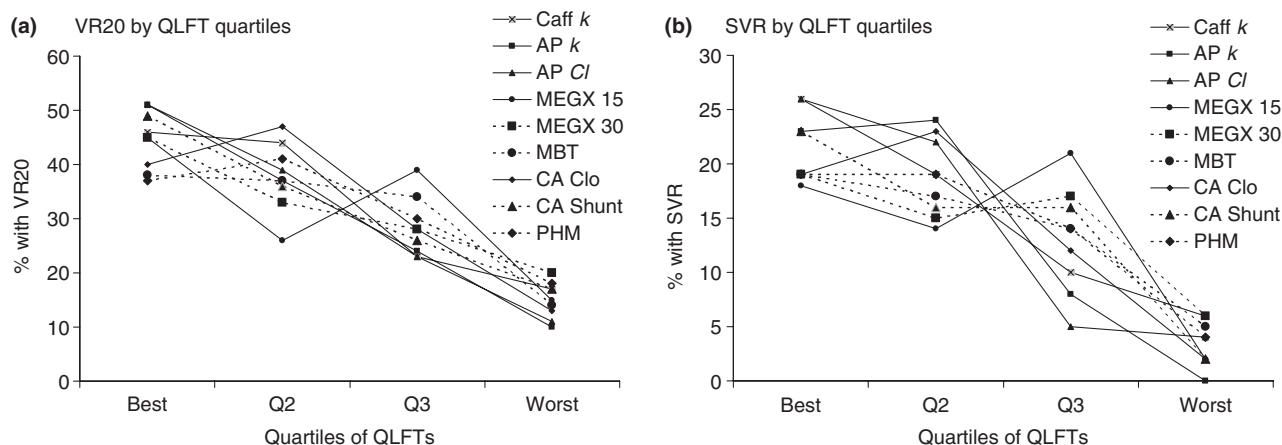 (a) VR20 by QLFT quartiles
% with VR20
60
50
40
30
20
10
0
Best Q2 Q3 Worst
Quartiles of QLFTs
Caff k
AP k
AP Cl
MEGX 15
MEGX 30
MBT
CA Clo
CA Shunt
PHM
(b) SVR by QLFT quartiles
% with SVR
30
25
20
15
10
5
0
Best Q2 Q3 Worst
Quartiles of QLFTs
Caff k
AP k
AP Cl
MEGX 15
MEGX 30
MBT
CA Clo
CA Shunt
PHM